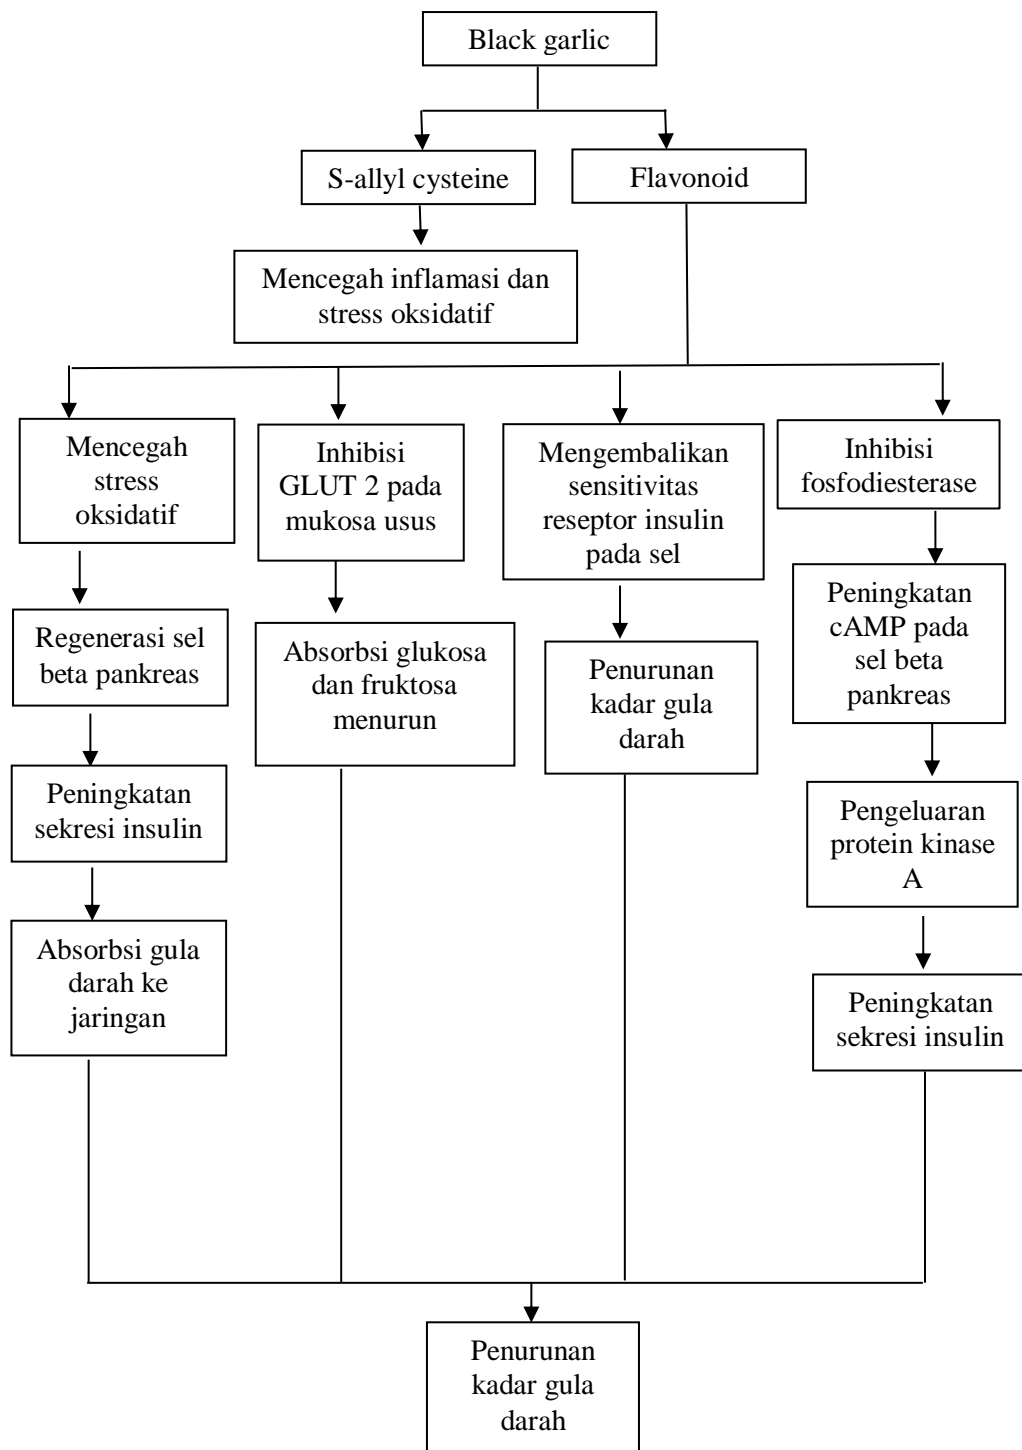 Black garlic
S-allyl cysteine
Flavonoid
Mencegah inflamasi dan
stress oksidatif
Mencegah
stress
oksidatif
Inhibisi
GLUT 2 pada
mukosa usus
Mengembalikan
sensitivitas
reseptor insulin
pada sel
Inhibisi
fosfodiesterase
Regenerasi sel
beta pankreas
Absorbsi glukosa
dan fruktosa
menurun
Penurunan
kadar gula
darah
Peningkatan
cAMP pada
sel beta
pankreas
Peningkatan
sekresi insulin
Pengeluaran
protein kinase
A
Absorbsi gula
darah ke
jaringan
Peningkatan
sekresi insulin
Penurunan
kadar gula
darah